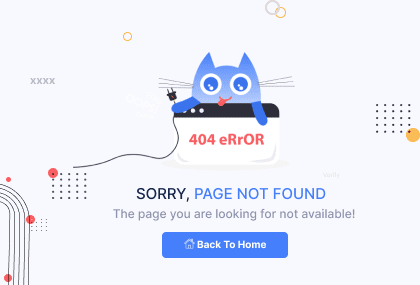 xxxx
404 eRrOR
SORRY, PAGE NOT FOUND
The page you are looking for not available!
Back To Home